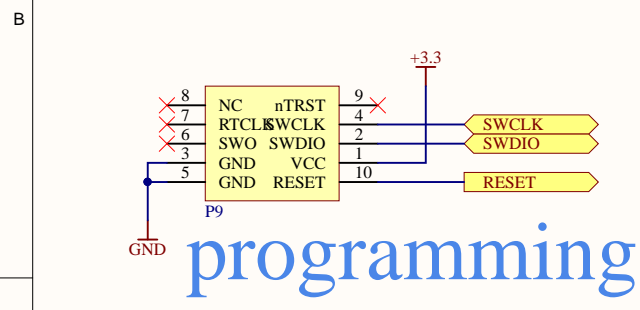 B
+3.3
8 NC nTRST 9
7 RTCLK SWCLK 4 SWCLK
6 SWO SWDIO 2 SWDIO
3 GND VCC 1
5 GND RESET 10 RESET
P9
GND
programming